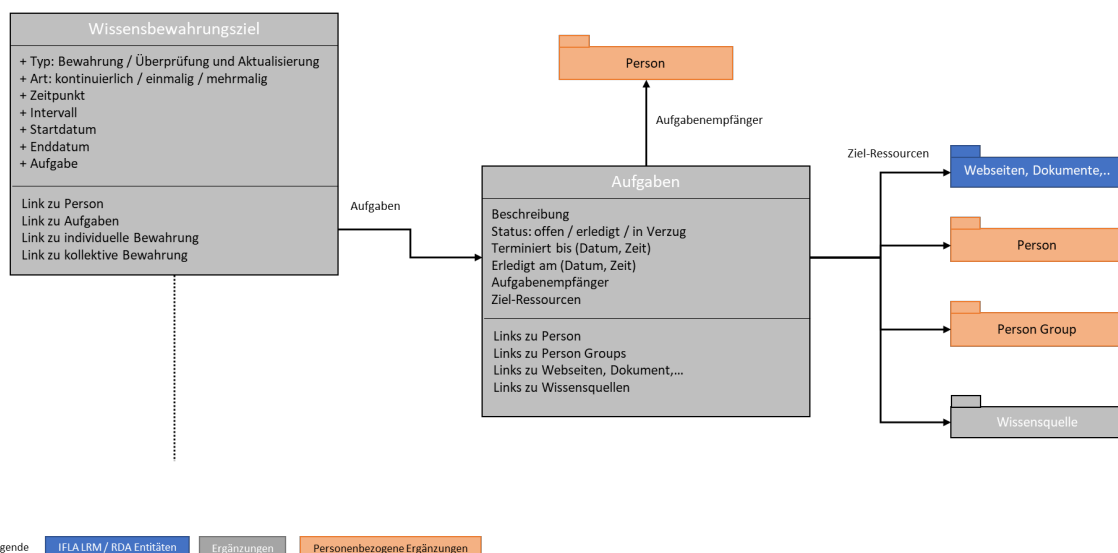 Wissensbewahrungsziel
+ Typ: Bewahrung / Überprüfung und Aktualisierung
+ Art: kontinuierlich / einmalig / mehrmalig
+ Zeitpunkt
+ Intervall
+ Startdatum
+ Enddatum
+ Aufgabe
Link zu Person
Link zu Aufgaben
Link zu individuelle Bewahrung
Link zu kollektive Bewahrung
Aufgaben
Person
Aufgabenempfänger
Aufgaben
Beschreibung
Status: offen / erledigt / in Verzug
Terminiert bis (Datum, Zeit)
Erledigt am (Datum, Zeit)
Aufgabenempfänger
Ziel-Ressourcen
Links zu Person
Links zu Person Groups
Links zu Webseiten, Dokument,...
Links zu Wissensquellen
Ziel-Ressourcen
Webseiten, Dokumente,..
Person
Person Group
Wissensquelle
gende
IFLA LRM / RDA Entitäten
Ergänzungen
Personenbezogene Ergänzungen